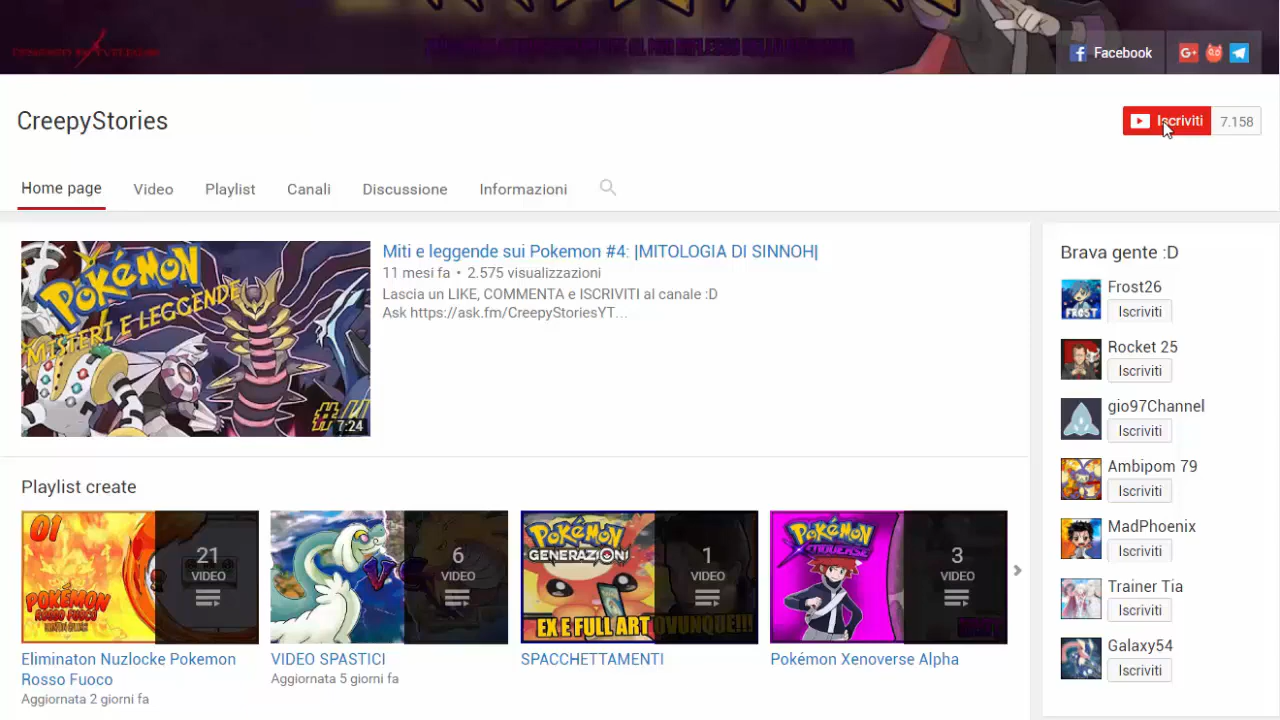 Facebook
CreepyStories
Iscriviti 7.158
Home page Video Playlist Canali Discussione Informazioni
Miti e leggende sui Pokemon #4: |MITOLOGIA DI SINNOH|
11 mesi fa • 2.575 visualizzazioni
Lascia un LIKE, COMMENTA e ISCRIVITI al canale :D
Ask https://ask.fm/CreepyStoriesYT…
POKÉMON
MISTERI E LEGGENDE
#4
7:24
Brava gente :D
Frost26
Iscriviti
FROST
Rocket 25
Iscriviti
gio97Channel
Iscriviti
Ambipom 79
Iscriviti
MadPhoenix
Iscriviti
Trainer Tia
Iscriviti
Galaxy54
Iscriviti
Playlist create
01
POKÉMON
ROSSO FUOCO
21
VIDEO
Eliminaton Nuzlocke Pokemon
Rosso Fuoco
Aggiornata 2 giorni fa
6
VIDEO
VIDEO SPASTICI
Aggiornata 5 giorni fa
POKÉMON
GENERAZIONI
EX E FULL ART OVUNQUE!!!
1
VIDEO
SPACCHETTAMENTI
POKÉMON
XENOVERSE
3
VIDEO
Pokémon Xenoverse Alpha